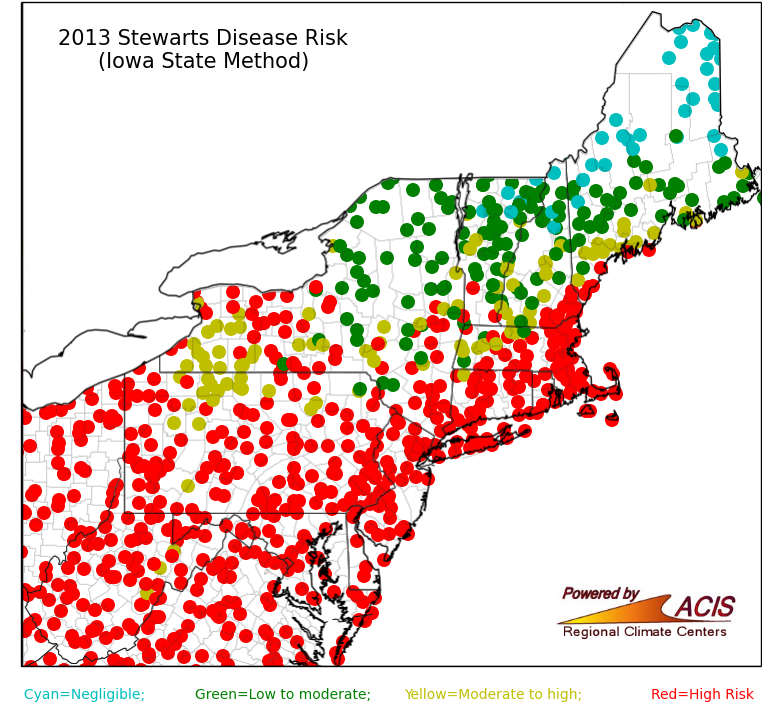 2013 Stewarts Disease Risk
(Iowa State Method)
Powered by
ACIS
Regional Climate Centers
Cyan=Negligible; Green=Low to moderate; Yellow=Moderate to high; Red=High Risk